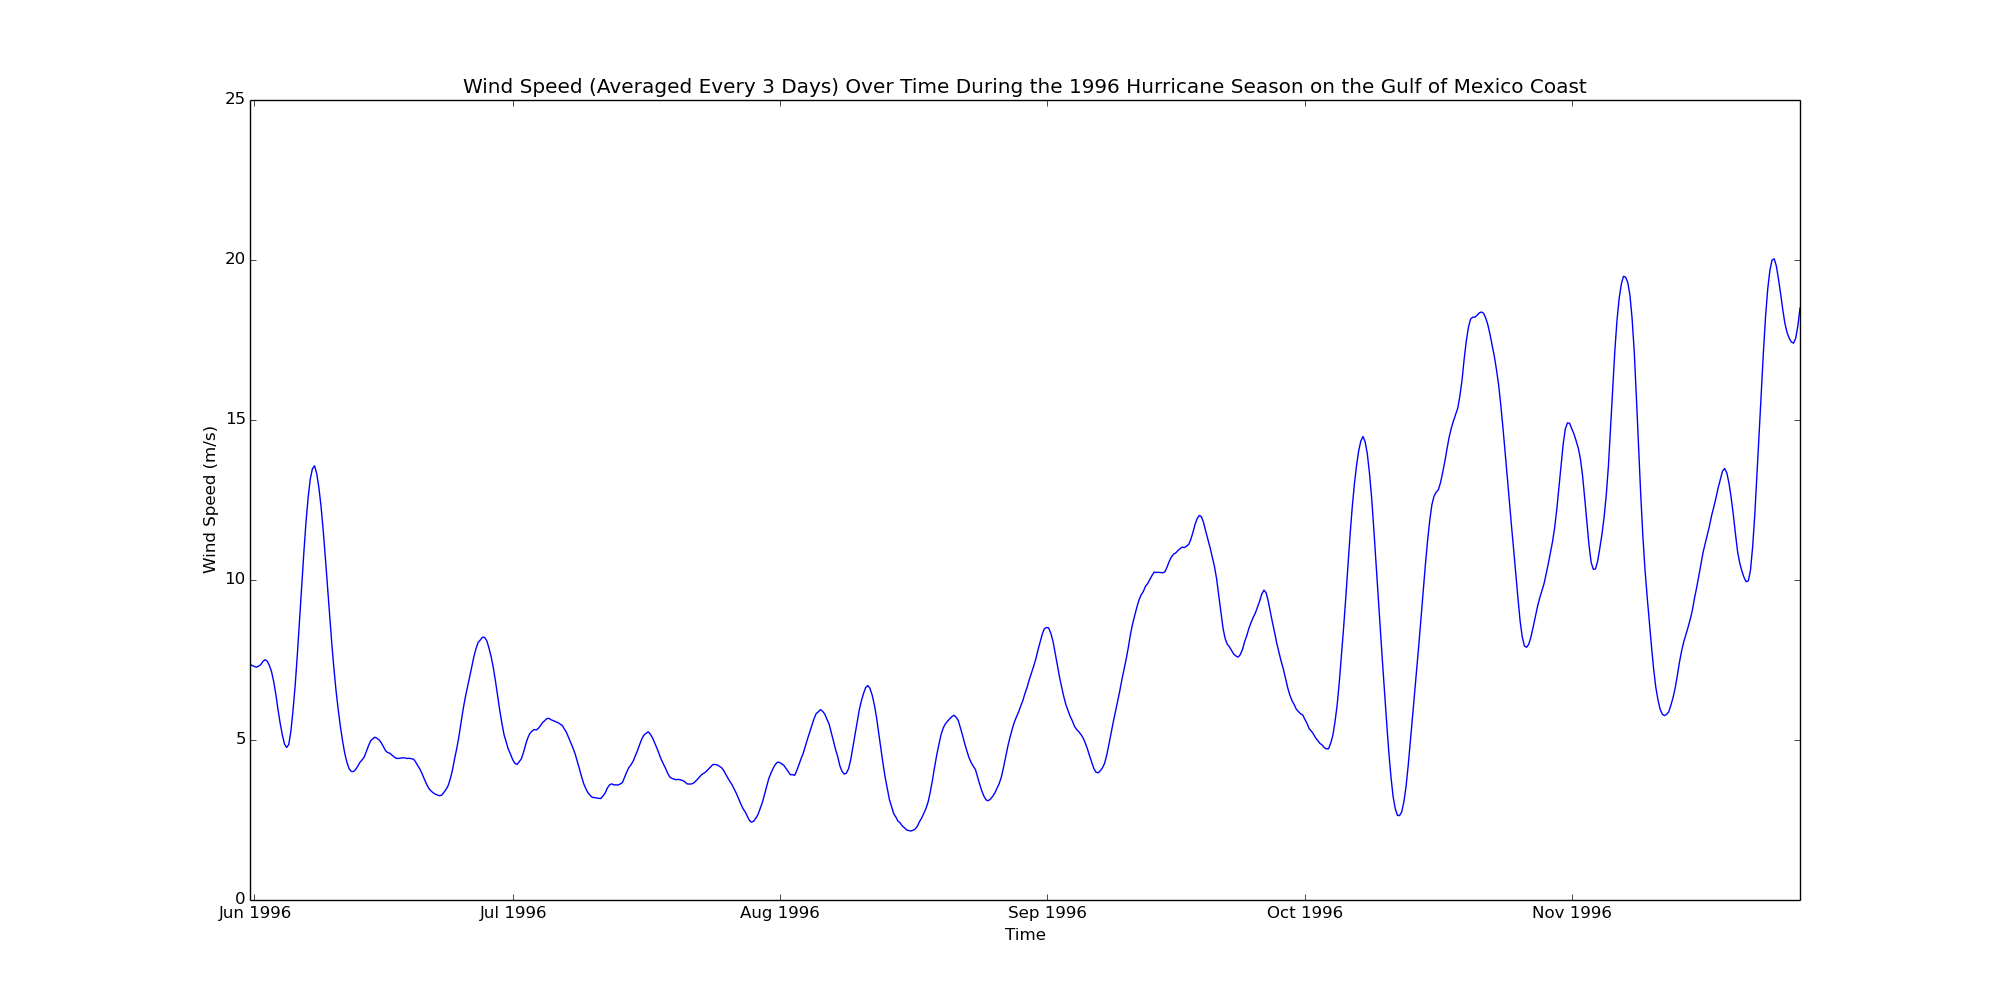 Wind Speed (Averaged Every 3 Days) Over Time During the 1996 Hurricane Season on the Gulf of Mexico Coast
25
20
15
10
5
0
Wind Speed (m/s)
Jun 1996 Jul 1996 Aug 1996 Sep 1996 Oct 1996 Nov 1996
Time